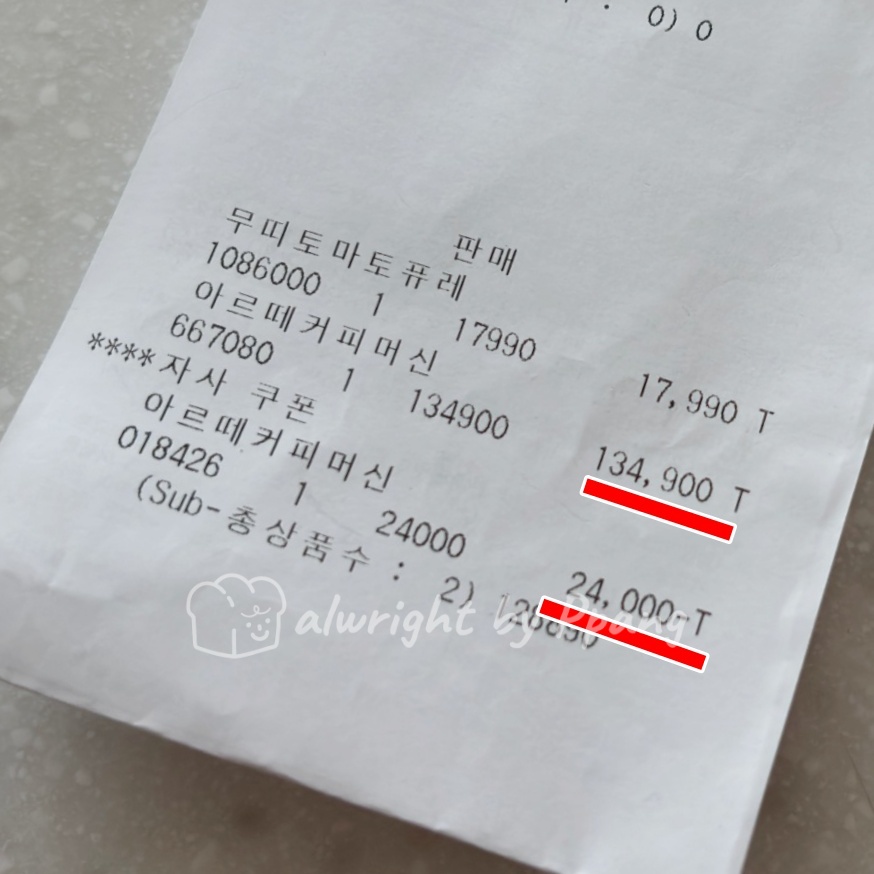 0) 0
판매
무띠토마토퓨레
1086000 1 17990 17,990 T
아르떼커피머신
667080 1 134900 134,900 T
****자사 쿠폰
아르떼커피머신
018426 1 24000 24,000-T
(Sub-총상품수 : 2) 128890
alwright by Ppang